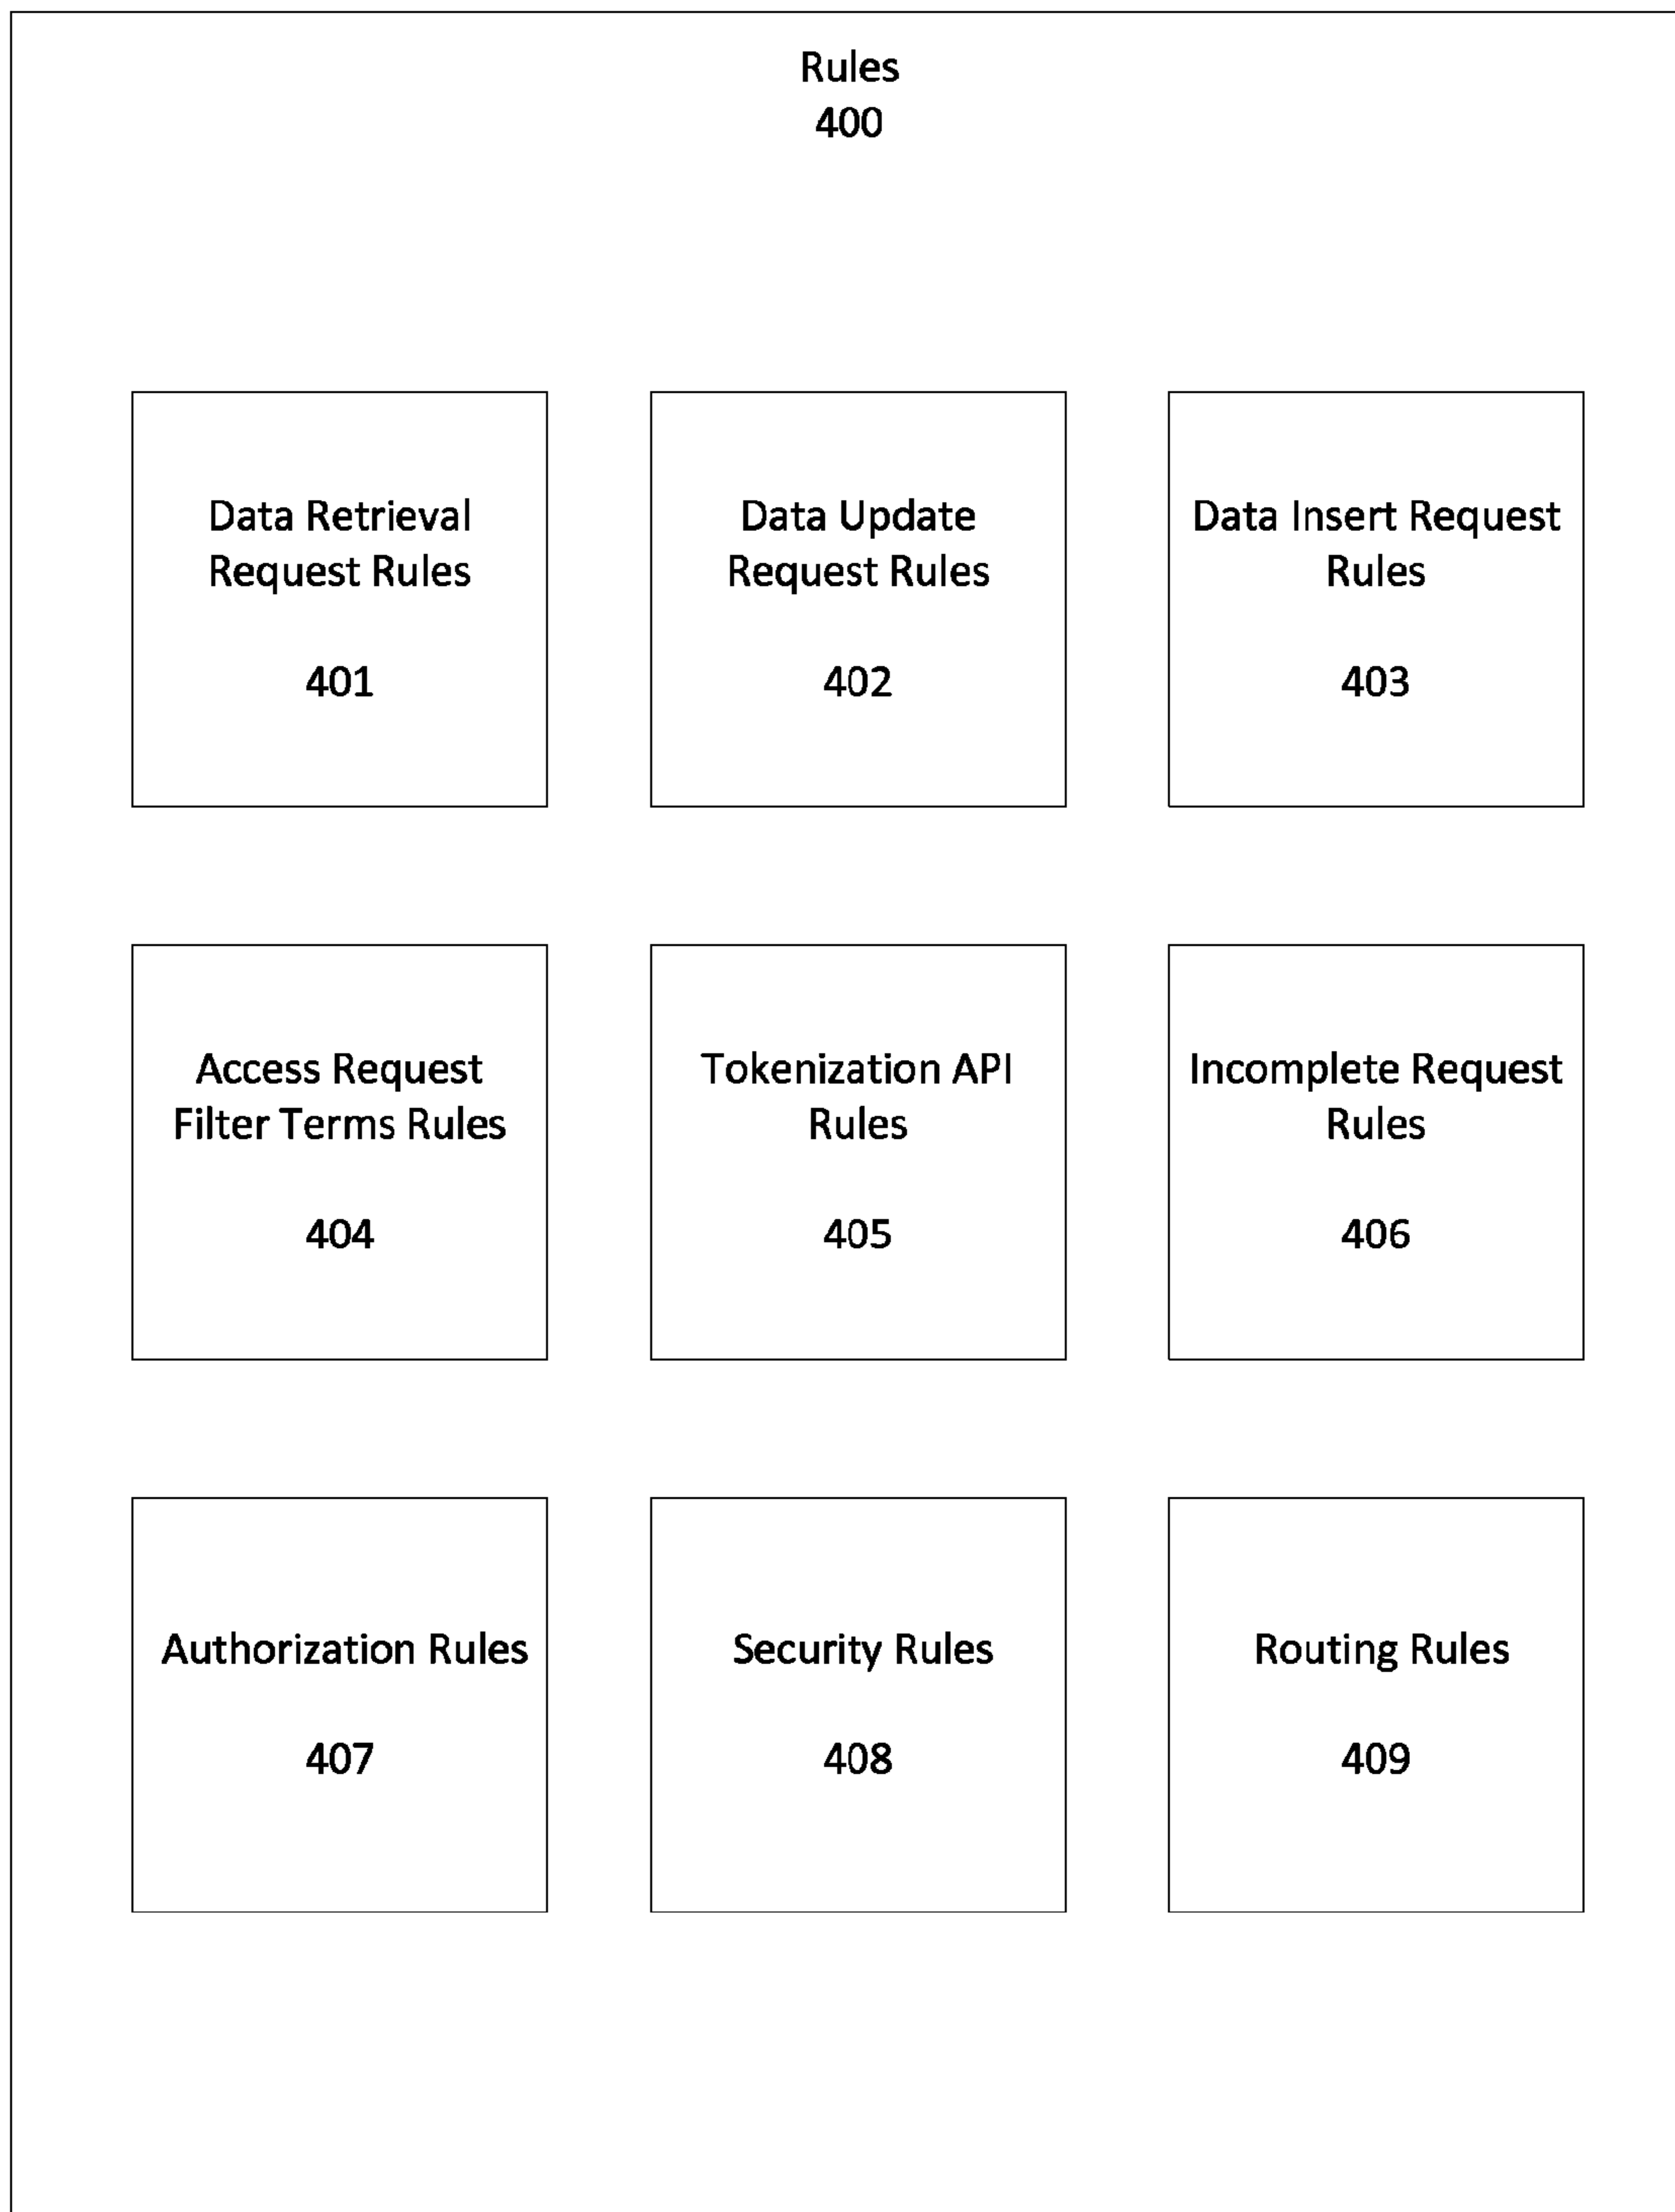 Rules
400
Data Retrieval
Request Rules
401
Data Update
Request Rules
402
Data Insert Request
Rules
403
Access Request
Filter Terms Rules
404
Tokenization API
Rules
405
Incomplete Request
Rules
406
Authorization Rules
407
Security Rules
408
Routing Rules
409